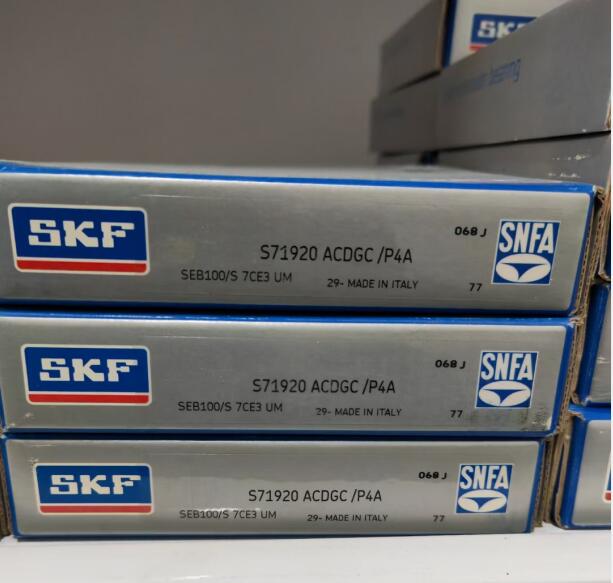 SKF
bearing
SKF
068 J
SNFA
S71920 ACDGC /P4A
SEB100/S 7CE3 UM
29- MADE IN ITALY
77
SKF
068 J
SNFA
S71920 ACDGC /P4A
SEB100/S 7CE3 UM
29- MADE IN ITALY
77
SKF
068 J
SNFA
S71920 ACDGC /P4A
SEB100/S 7CE3 UM
29- MADE IN ITALY
77